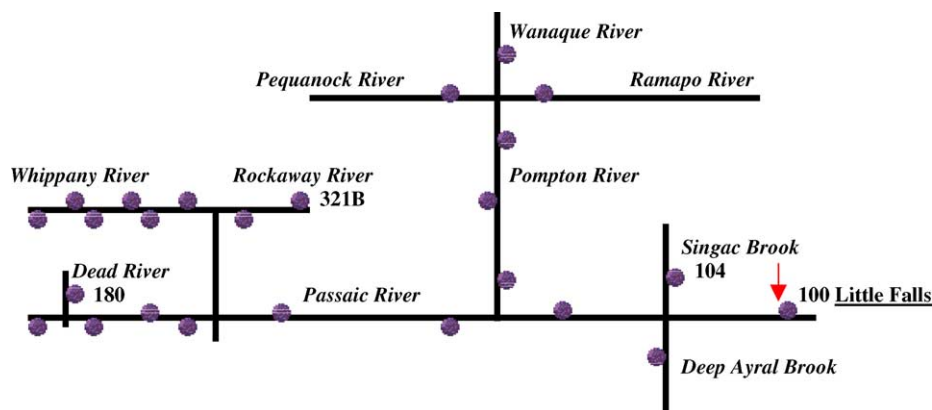 Wanaque River
Pequanock River
Ramapo River
Whippany River
Rockaway River
321B
Pompton River
Singac Brook
104
Dead River
180
Passaic River
100 Little Falls
Deep Ayral Brook